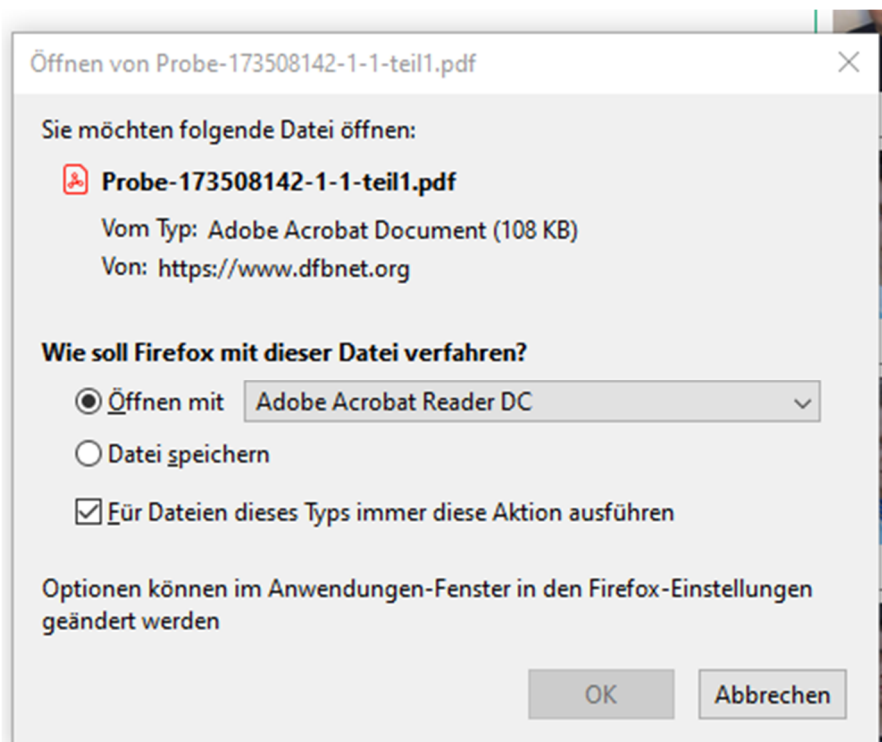 Öffnen von Probe-173508142-1-1-teil1.pdf
Sie möchten folgende Datei öffnen:
Probe-173508142-1-1-teil1.pdf
Vom Typ: Adobe Acrobat Document (108 KB)
Von: https://www.dfbnet.org
Wie soll Firefox mit dieser Datei verfahren?
Öffnen mit Adobe Acrobat Reader DC
Datei speichern
Für Dateien dieses Typs immer diese Aktion ausführen
Optionen können im Anwendungen-Fenster in den Firefox-Einstellungen
geändert werden
OK Abbrechen